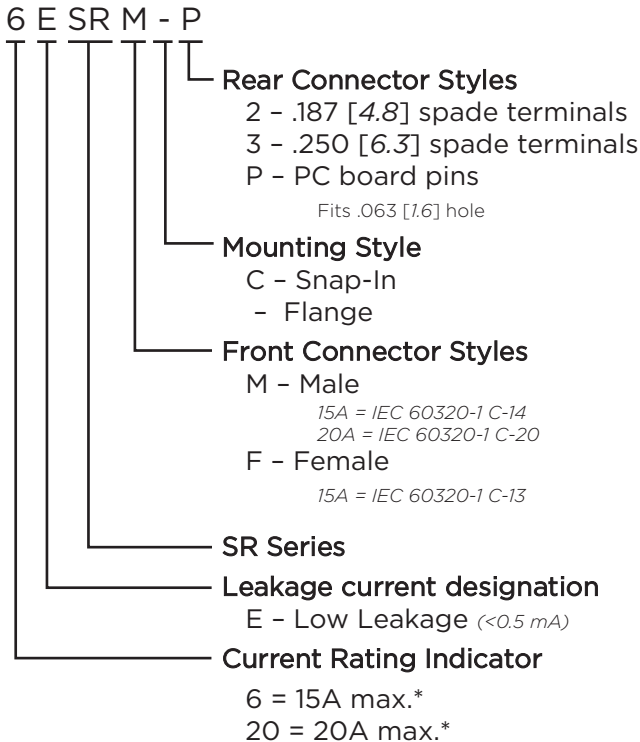 6 E SR M - P
Rear Connector Styles
2 – .187 [4.8] spade terminals
3 – .250 [6.3] spade terminals
P – PC board pins
Fits .063 [1.6] hole
Mounting Style
C – Snap-In
– Flange
Front Connector Styles
M – Male
15A = IEC 60320-1 C-14
20A = IEC 60320-1 C-20
F – Female
15A = IEC 60320-1 C-13
SR Series
Leakage current designation
E – Low Leakage (<0.5 mA)
Current Rating Indicator
6 = 15A max.*
20 = 20A max.*